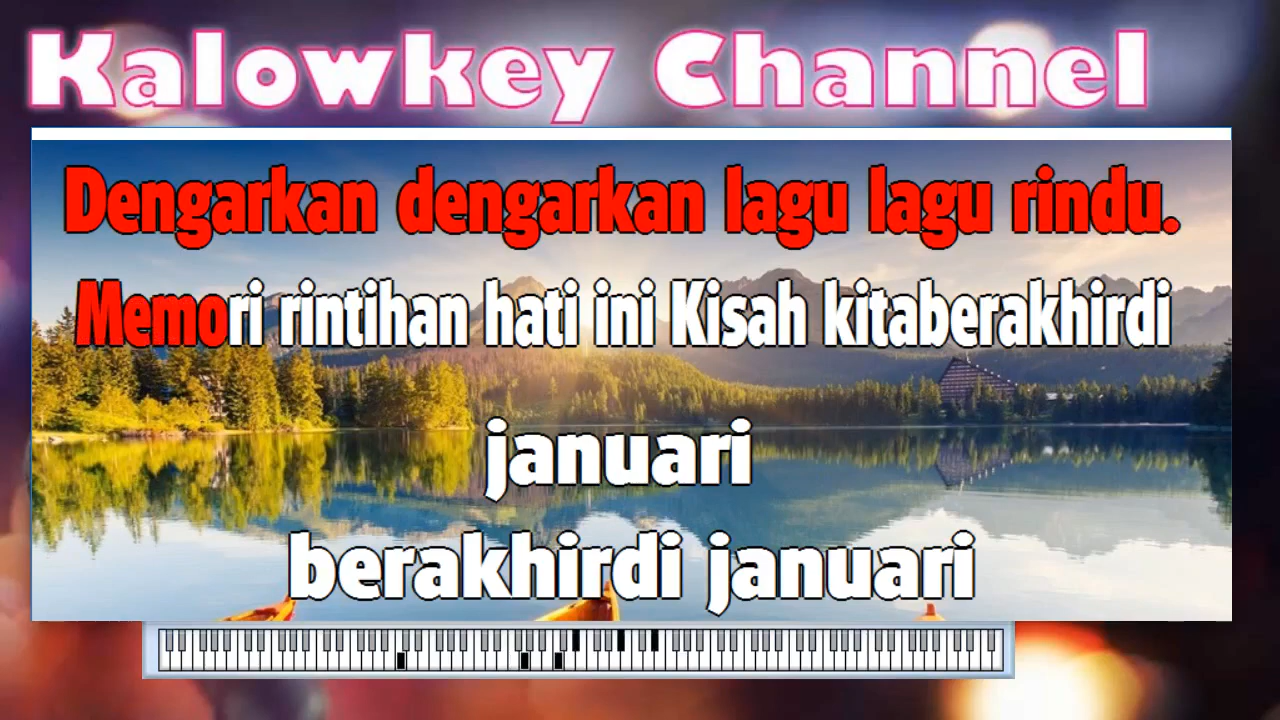 Kalowkey Channel
Dengarkan dengarkan lagu lagu rindu.
Memori rintihan hati ini Kisah kitaberakhirdi
januari
berakhirdi januari